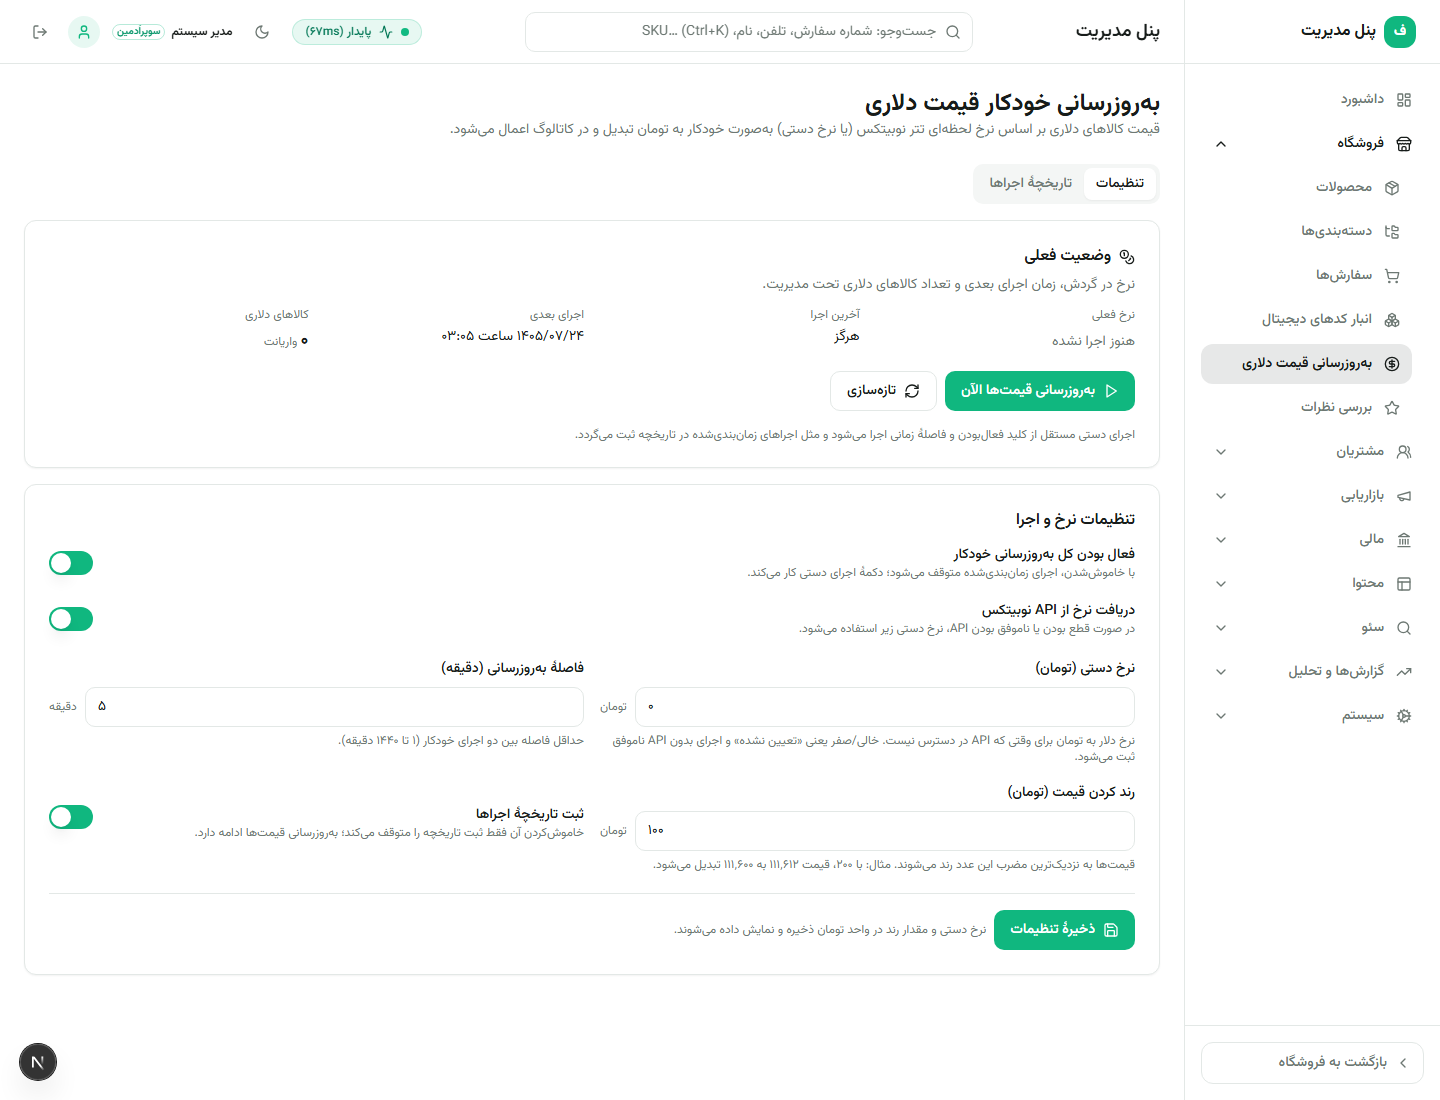 ف
پنل مدیریت
پنل مدیریت
جست‌وجو: شماره سفارش، تلفن، نام، SKU... (Ctrl+K)
پایدار (۶۷ms)
مدیر سیستم
سوپرادمین
داشبورد
فروشگاه
محصولات
دسته‌بندی‌ها
سفارش‌ها
انبار کدهای دیجیتال
به‌روزرسانی قیمت دلاری
بررسی نظرات
مشتریان
بازاریابی
مالی
محتوا
سئو
گزارش‌ها و تحلیل
سیستم
بازگشت به فروشگاه
به‌روزرسانی خودکار قیمت دلاری
قیمت کالاهای دلاری بر اساس نرخ لحظه‌ای تتر نوبیتکس (یا نرخ دستی) به‌صورت خودکار به تومان تبدیل و در کاتالوگ اعمال می‌شود.
تنظیمات
تاریخچهٔ اجراها
وضعیت فعلی
نرخ در گردش، زمان اجرای بعدی و تعداد کالاهای دلاری تحت مدیریت.
نرخ فعلی
هنوز اجرا نشده
آخرین اجرا
هرگز
اجرای بعدی
۱۴۰۵/۰۷/۲۴ ساعت ۰۳:۰۵
کالاهای دلاری
۰ واریانت
به‌روزرسانی قیمت‌ها الآن
تازه‌سازی
اجرای دستی مستقل از کلید فعال‌بودن و فاصلهٔ زمانی اجرا می‌شود و مثل اجراهای زمان‌بندی‌شده در تاریخچه ثبت می‌گردد.
تنظیمات نرخ و اجرا
فعال بودن کل به‌روزرسانی خودکار
با خاموش‌شدن، اجرای زمان‌بندی‌شده متوقف می‌شود؛ دکمهٔ اجرای دستی کار می‌کند.
دریافت نرخ از API نوبیتکس
در صورت قطع بودن یا ناموفق بودن API، نرخ دستی زیر استفاده می‌شود.
نرخ دستی (تومان)
۰
تومان
نرخ دلار به تومان برای وقتی که API در دسترس نیست. خالی/صفر یعنی «تعیین نشده» و اجرای بدون API ناموفق
ثبت می‌شود.
فاصلهٔ به‌روزرسانی (دقیقه)
۵
دقیقه
حداقل فاصله بین دو اجرای خودکار (۱ تا ۱۴۴۰ دقیقه).
رند کردن قیمت (تومان)
۱۰۰
تومان
قیمت‌ها به نزدیک‌ترین مضرب این عدد رند می‌شوند. مثال: با ۲۰۰، قیمت ۱۱۱,۶۱۲ به ۱۱۱,۶۰۰ تبدیل می‌شود.
ثبت تاریخچهٔ اجراها
خاموش‌کردن آن فقط ثبت تاریخچه را متوقف می‌کند؛ به‌روزرسانی قیمت‌ها ادامه دارد.
ذخیرهٔ تنظیمات
نرخ دستی و مقدار رند در واحد تومان ذخیره و نمایش داده می‌شوند.
N